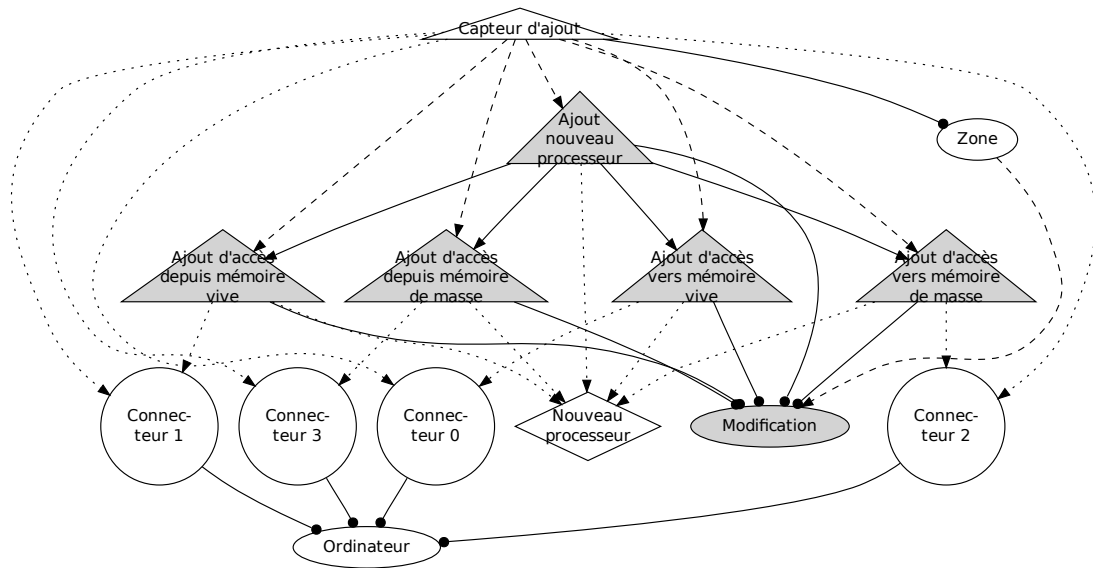 Capteur d'ajout
Ajout
nouveau
processeur
Zone
Ajout d'accès
depuis mémoire
vive
Ajout d'accès
depuis mémoire
de masse
Ajout d'accès
vers mémoire
vive
Ajout d'accès
vers mémoire
de masse
Connec-
teur 1
Connec-
teur 3
Connec-
teur 0
Nouveau
processeur
Modification
Connec-
teur 2
Ordinateur